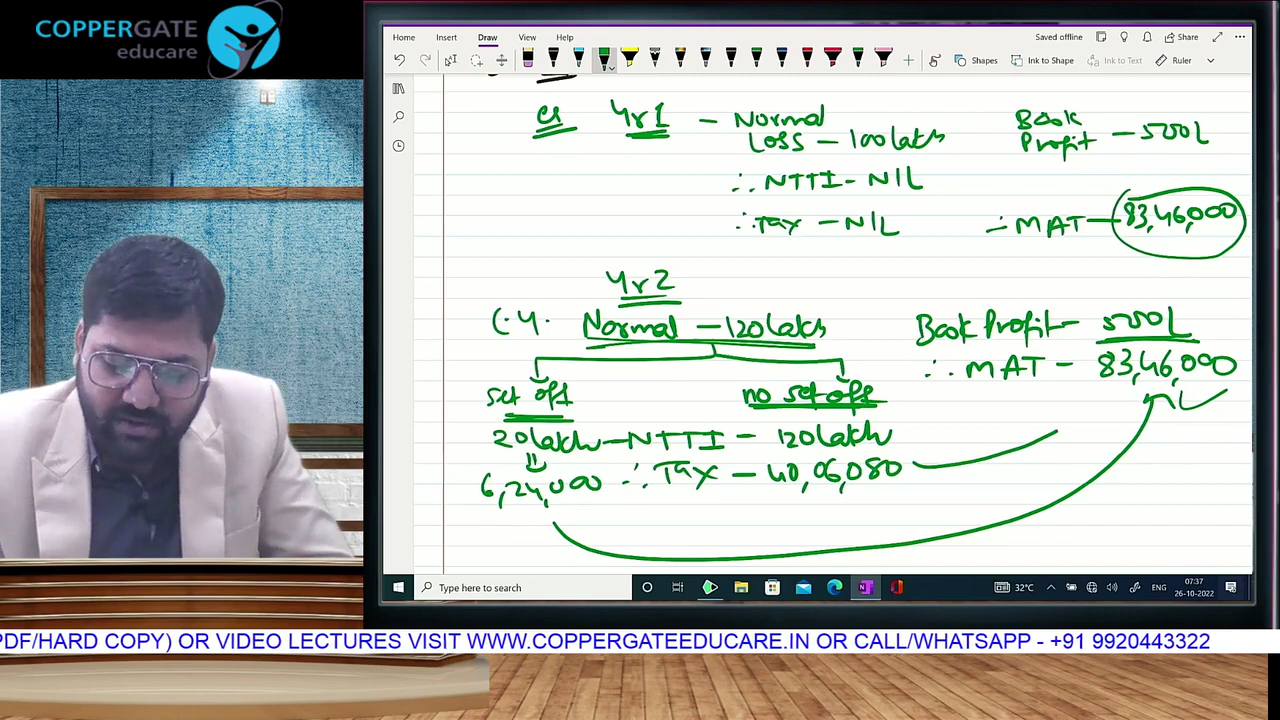 COPPERGATE
educare
Home Insert Draw View Help
Saved offline Share
Shapes Ink to Shape Ink to Text Ruler
Yr1 - Normal Loss - 100 lakhs
Book Profit - 500L
∴ NTTI - NIL
∴ Tax - NIL
∴ MAT - 83,46,000
Yr2
C.Y. Normal - 120 lakhs
Book Profit - 500L
∴ MAT - 83,46,000
set off no set off
20 lakh - NTTI - 120 lakh
6,24,000 ∴ Tax - 40,06,080
Type here to search
32°C ENG 07:37
26-10-2022
PDF/HARD COPY) OR VIDEO LECTURES VISIT WWW.COPPERGATEEDUCARE.IN OR CALL/WHATSAPP - +91 9920443322